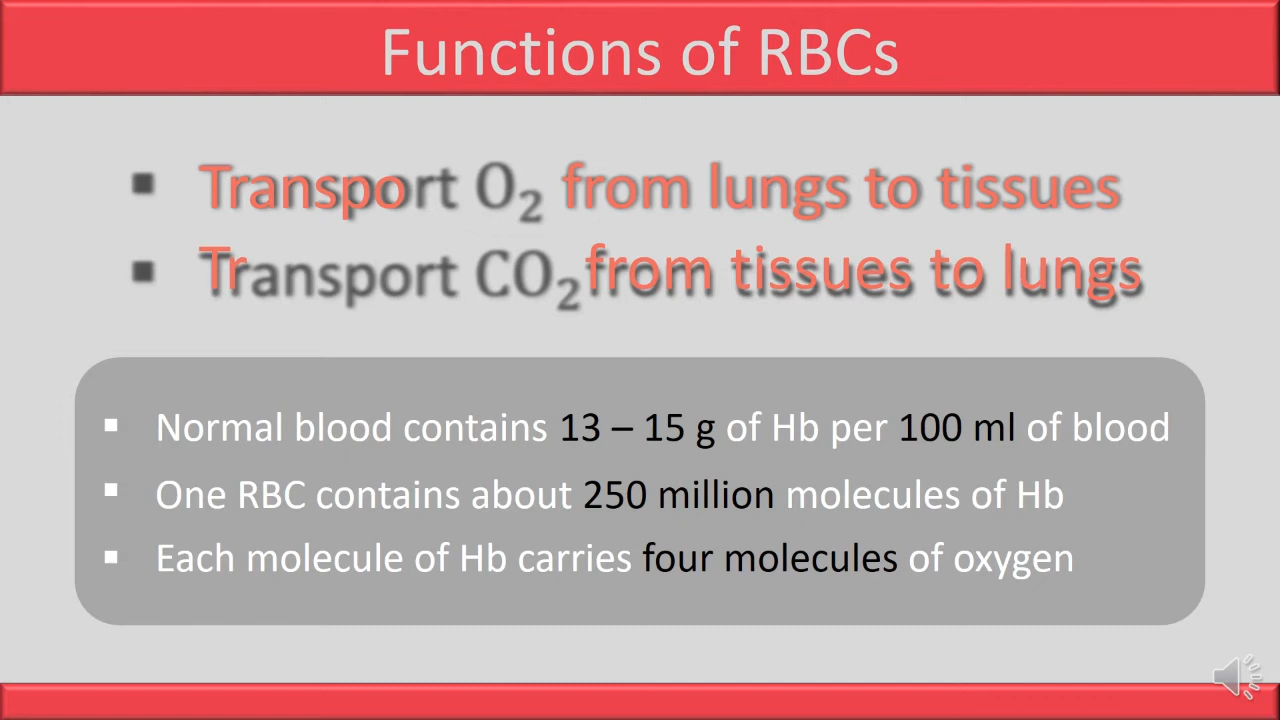 Functions of RBCs
▪ Transport O₂ from lungs to tissues
▪ Transport CO₂ from tissues to lungs
▪ Normal blood contains 13 – 15 g of Hb per 100 ml of blood
▪ One RBC contains about 250 million molecules of Hb
▪ Each molecule of Hb carries four molecules of oxygen